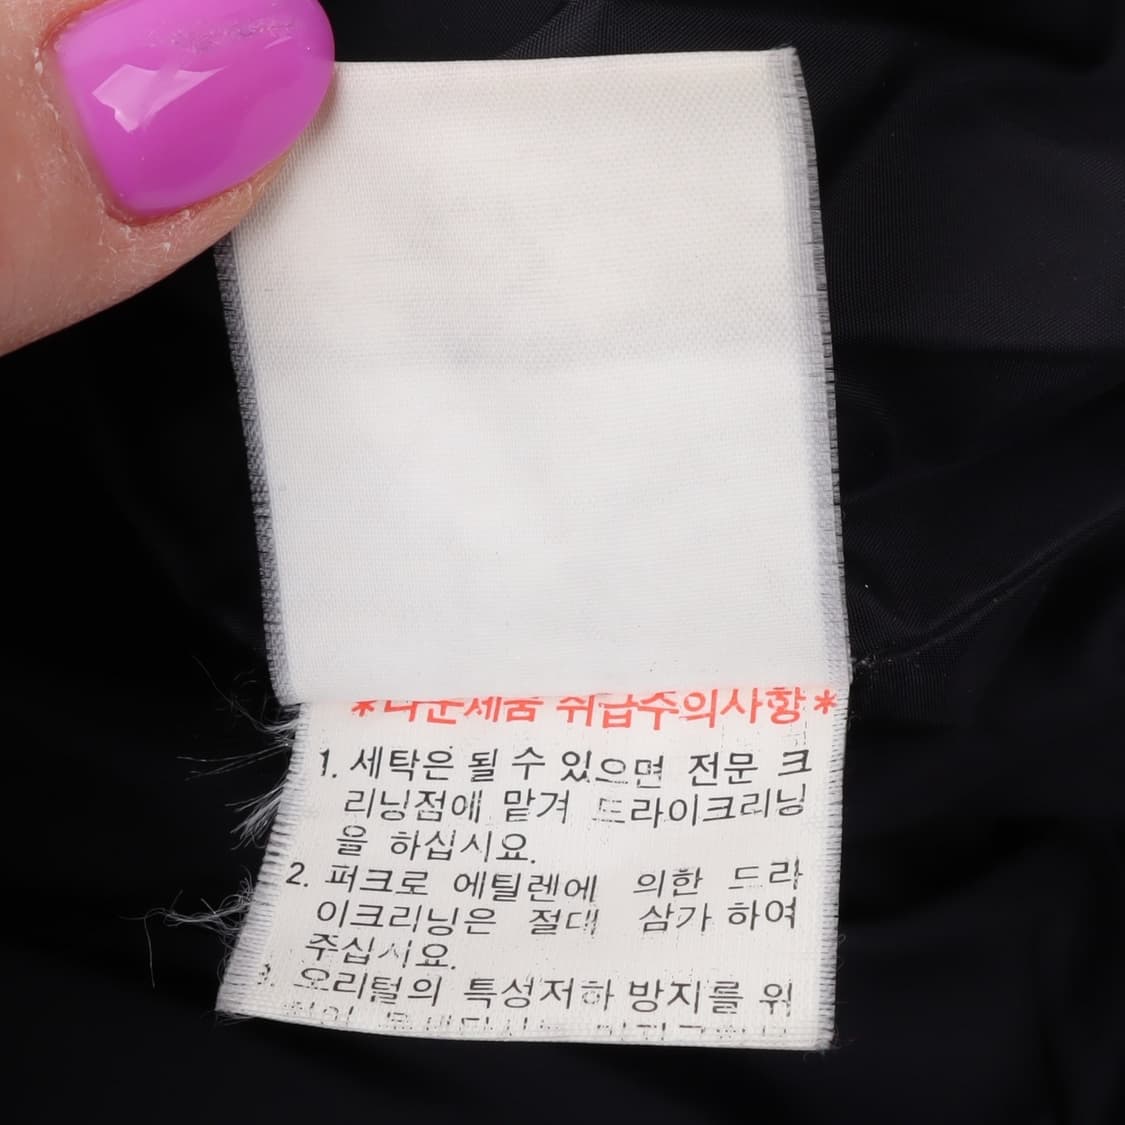 *다운제품 취급주의사항*
1. 세탁은 될 수 있으면 전문 크
리닝점에 맡겨 드라이크리닝
을 하십시요.
2. 퍼크로 에틸렌에 의한 드라
이크리닝은 절대 삼가 하여
주십시요.
3. 오리털의 특성저하 방지를 위